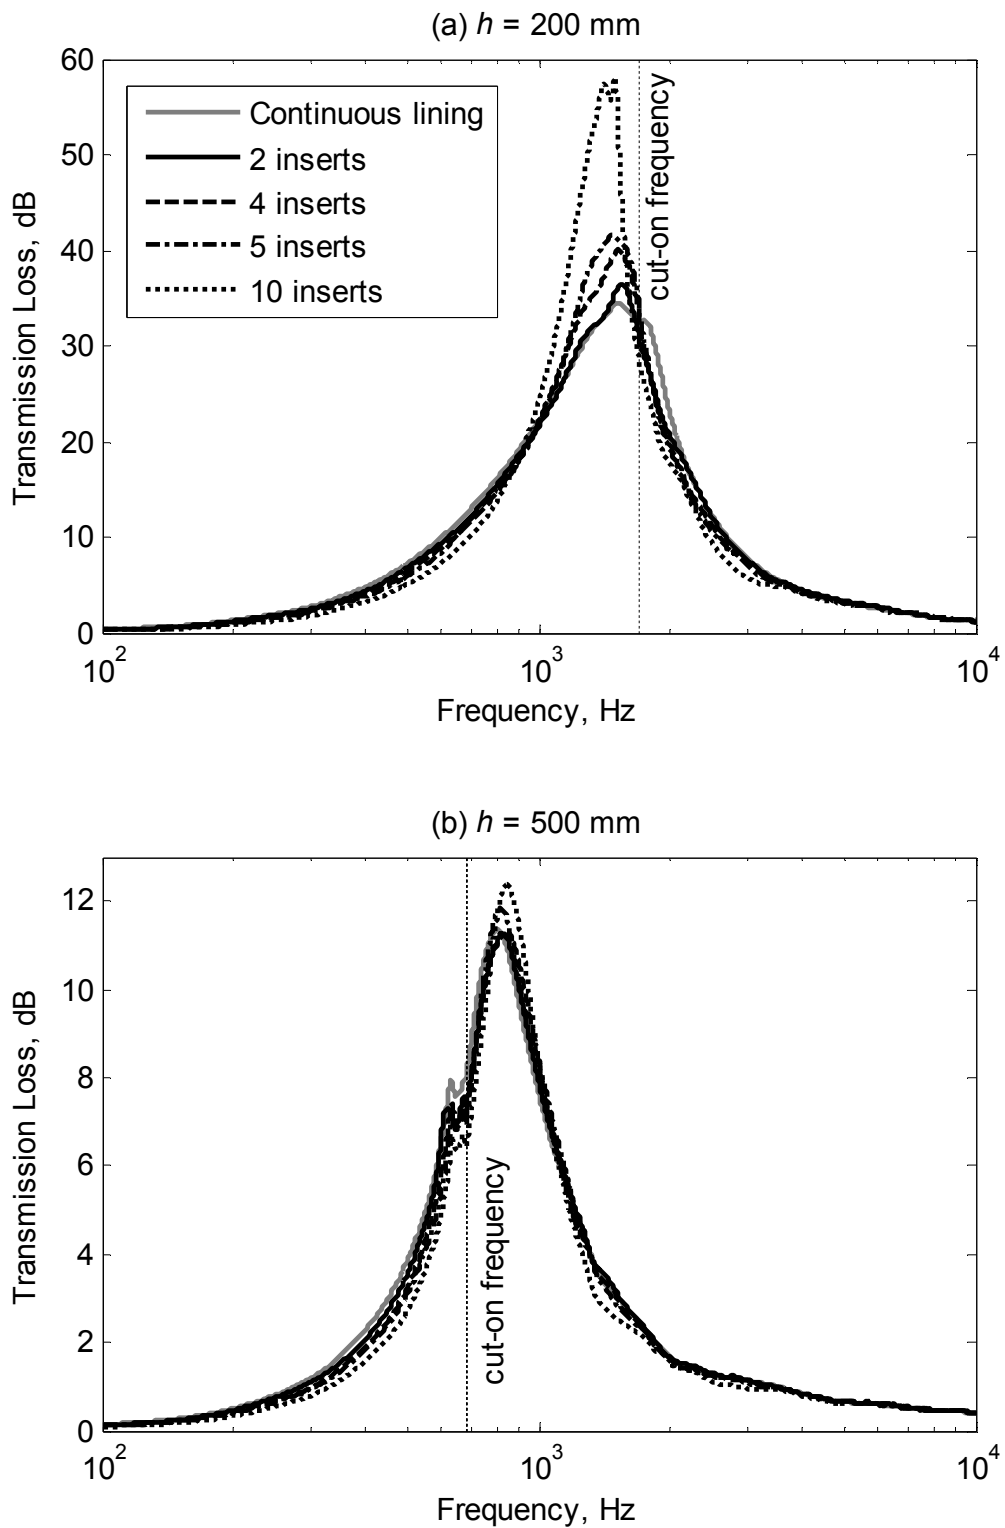 (a) h = 200 mm
60
50
40
30
20
10
0
Transmission Loss, dB
Continuous lining
2 inserts
4 inserts
5 inserts
10 inserts
cut-on frequency
10^2
10^3
10^4
Frequency, Hz
(b) h = 500 mm
12
10
8
6
4
2
0
Transmission Loss, dB
cut-on frequency
10^2
10^3
10^4
Frequency, Hz